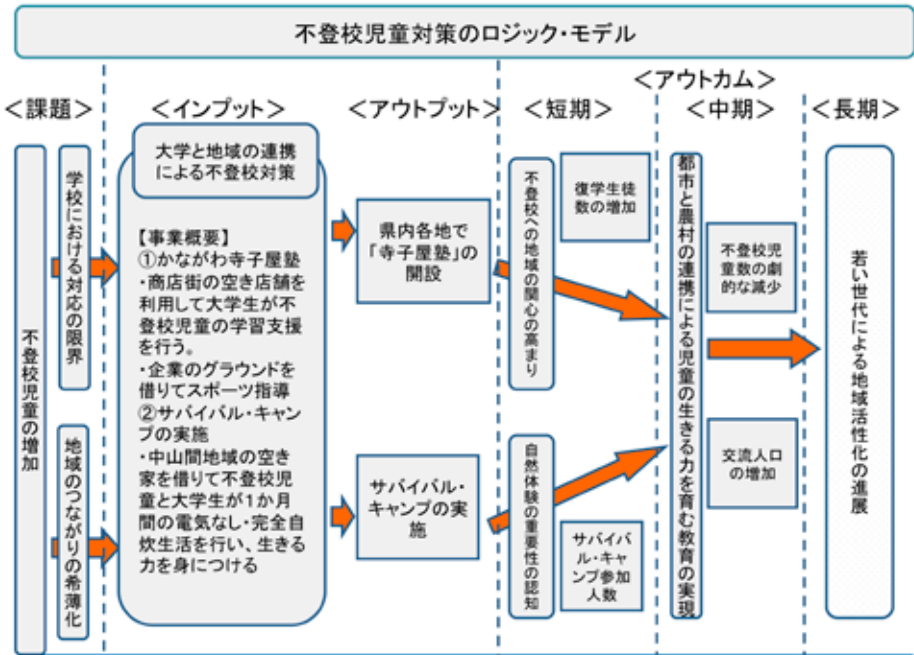 不登校児童対策のロジック・モデル
＜アウトカム＞
＜課題＞
＜インプット＞
＜アウトプット＞
＜短期＞
＜中期＞
＜長期＞
不登校児童の増加
学校における対応の限界
地域のつながりの希薄化
大学と地域の連携
による不登校対策
【事業概要】
①かながわ寺子屋塾
・商店街の空き店舗を
利用して大学生が不
登校児童の学習支援
を行う。
・企業のグラウンドを
借りてスポーツ指導
②サバイバル・キャン
プの実施
・中山間地域の空き
家を借りて不登校児
童と大学生が１か月
間の電気なし・完全自
炊生活を行い、生きる
力を身につける
県内各地で
「寺子屋塾」の
開設
サバイバル・
キャンプの実
施
不登校への地域の関心の高まり
復学生徒
数の増加
自然体験の重要性の認知
サバイバ
ル・キャ
ンプ参加
人数
都市と農村の連携による児童の生きる力を育む教育の実現
不登校児
童数の劇
的な減少
交流人口
の増加
若い世代による地域活性化の進展